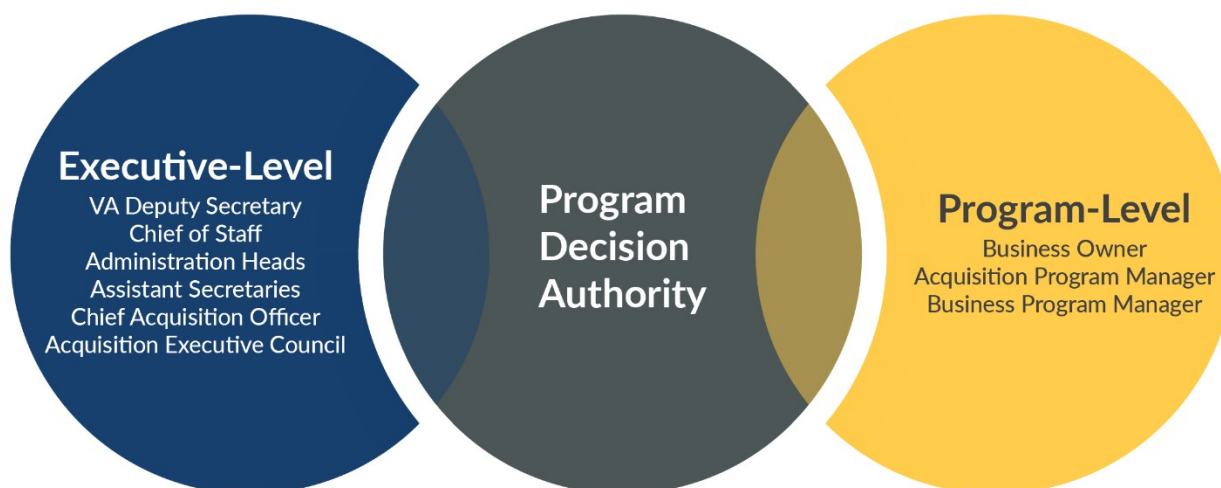 Executive-Level
VA Deputy Secretary
Chief of Staff
Administration Heads
Assistant Secretaries
Chief Acquisition Officer
Acquisition Executive Council
Program
Decision
Authority
Program-Level
Business Owner
Acquisition Program Manager
Business Program Manager